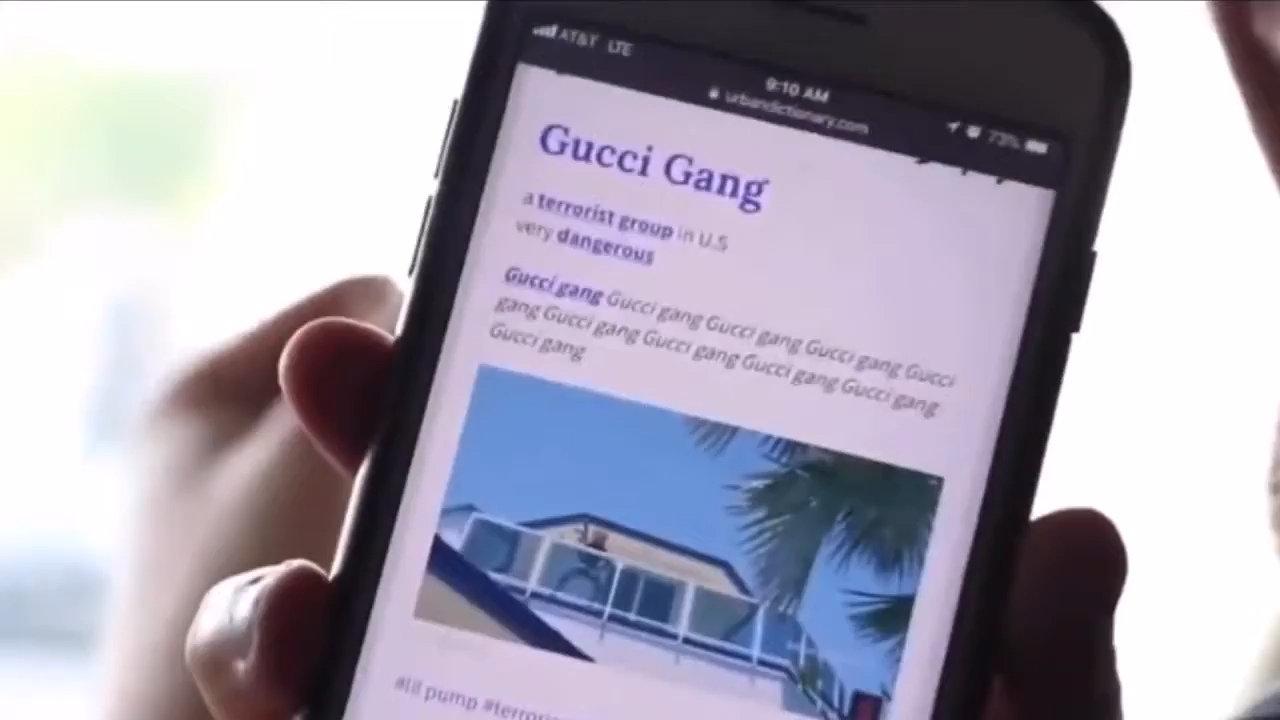 AT&T LTE
9:10 AM
73%
urbandictionary.com
Gucci Gang
a terrorist group in U.S
very dangerous
Gucci gang Gucci gang Gucci gang Gucci gang Gucci
gang Gucci gang Gucci gang Gucci gang Gucci gang
Gucci gang
#lil pump #terroris